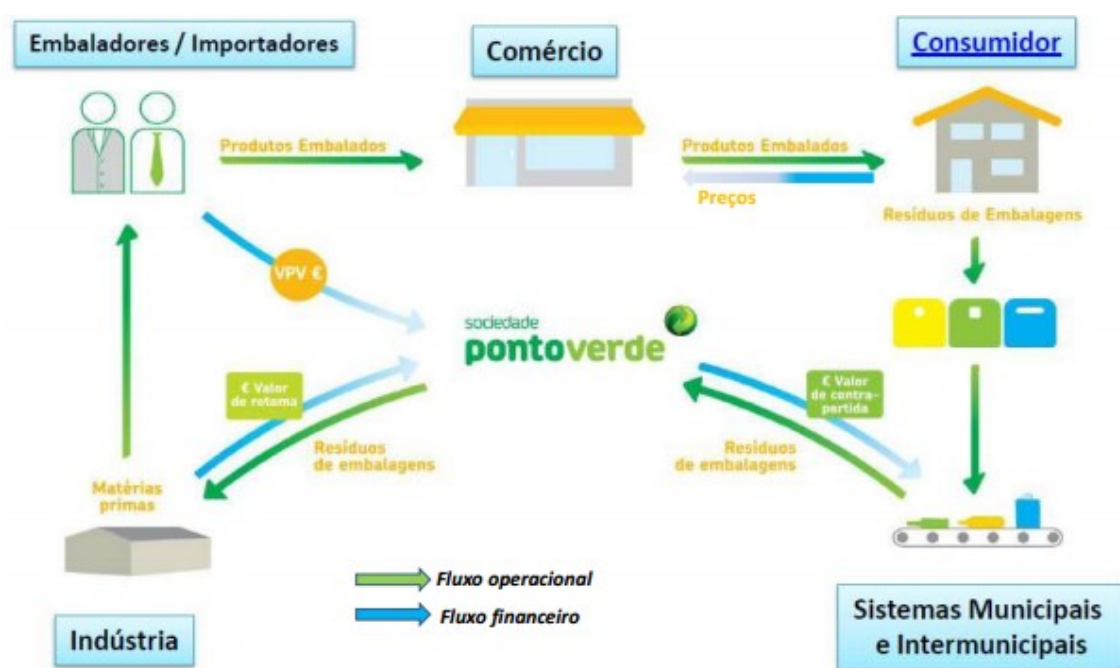 Embaladores / Importadores
Comércio
Consumidor
Produtos Embalados
Produtos Embalados
Preços
Resíduos de Embalagens
VPV €
sociedade
pontoverde
€ Valor
de retoma
€ Valor
de contra-
partida
Resíduos
de embalagens
Resíduos
de embalagens
Matérias
primas
Fluxo operacional
Fluxo financeiro
Indústria
Sistemas Municipais
e Intermunicipais